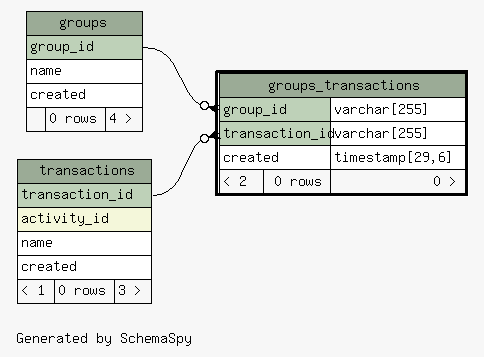 groups
group_id
name
created
0 rows 4 >
groups_transactions
group_id varchar[255]
transaction_id varchar[255]
created timestamp[29,6]
< 2 0 rows 0 >
transactions
transaction_id
activity_id
name
created
< 1 0 rows 3 >
Generated by SchemaSpy